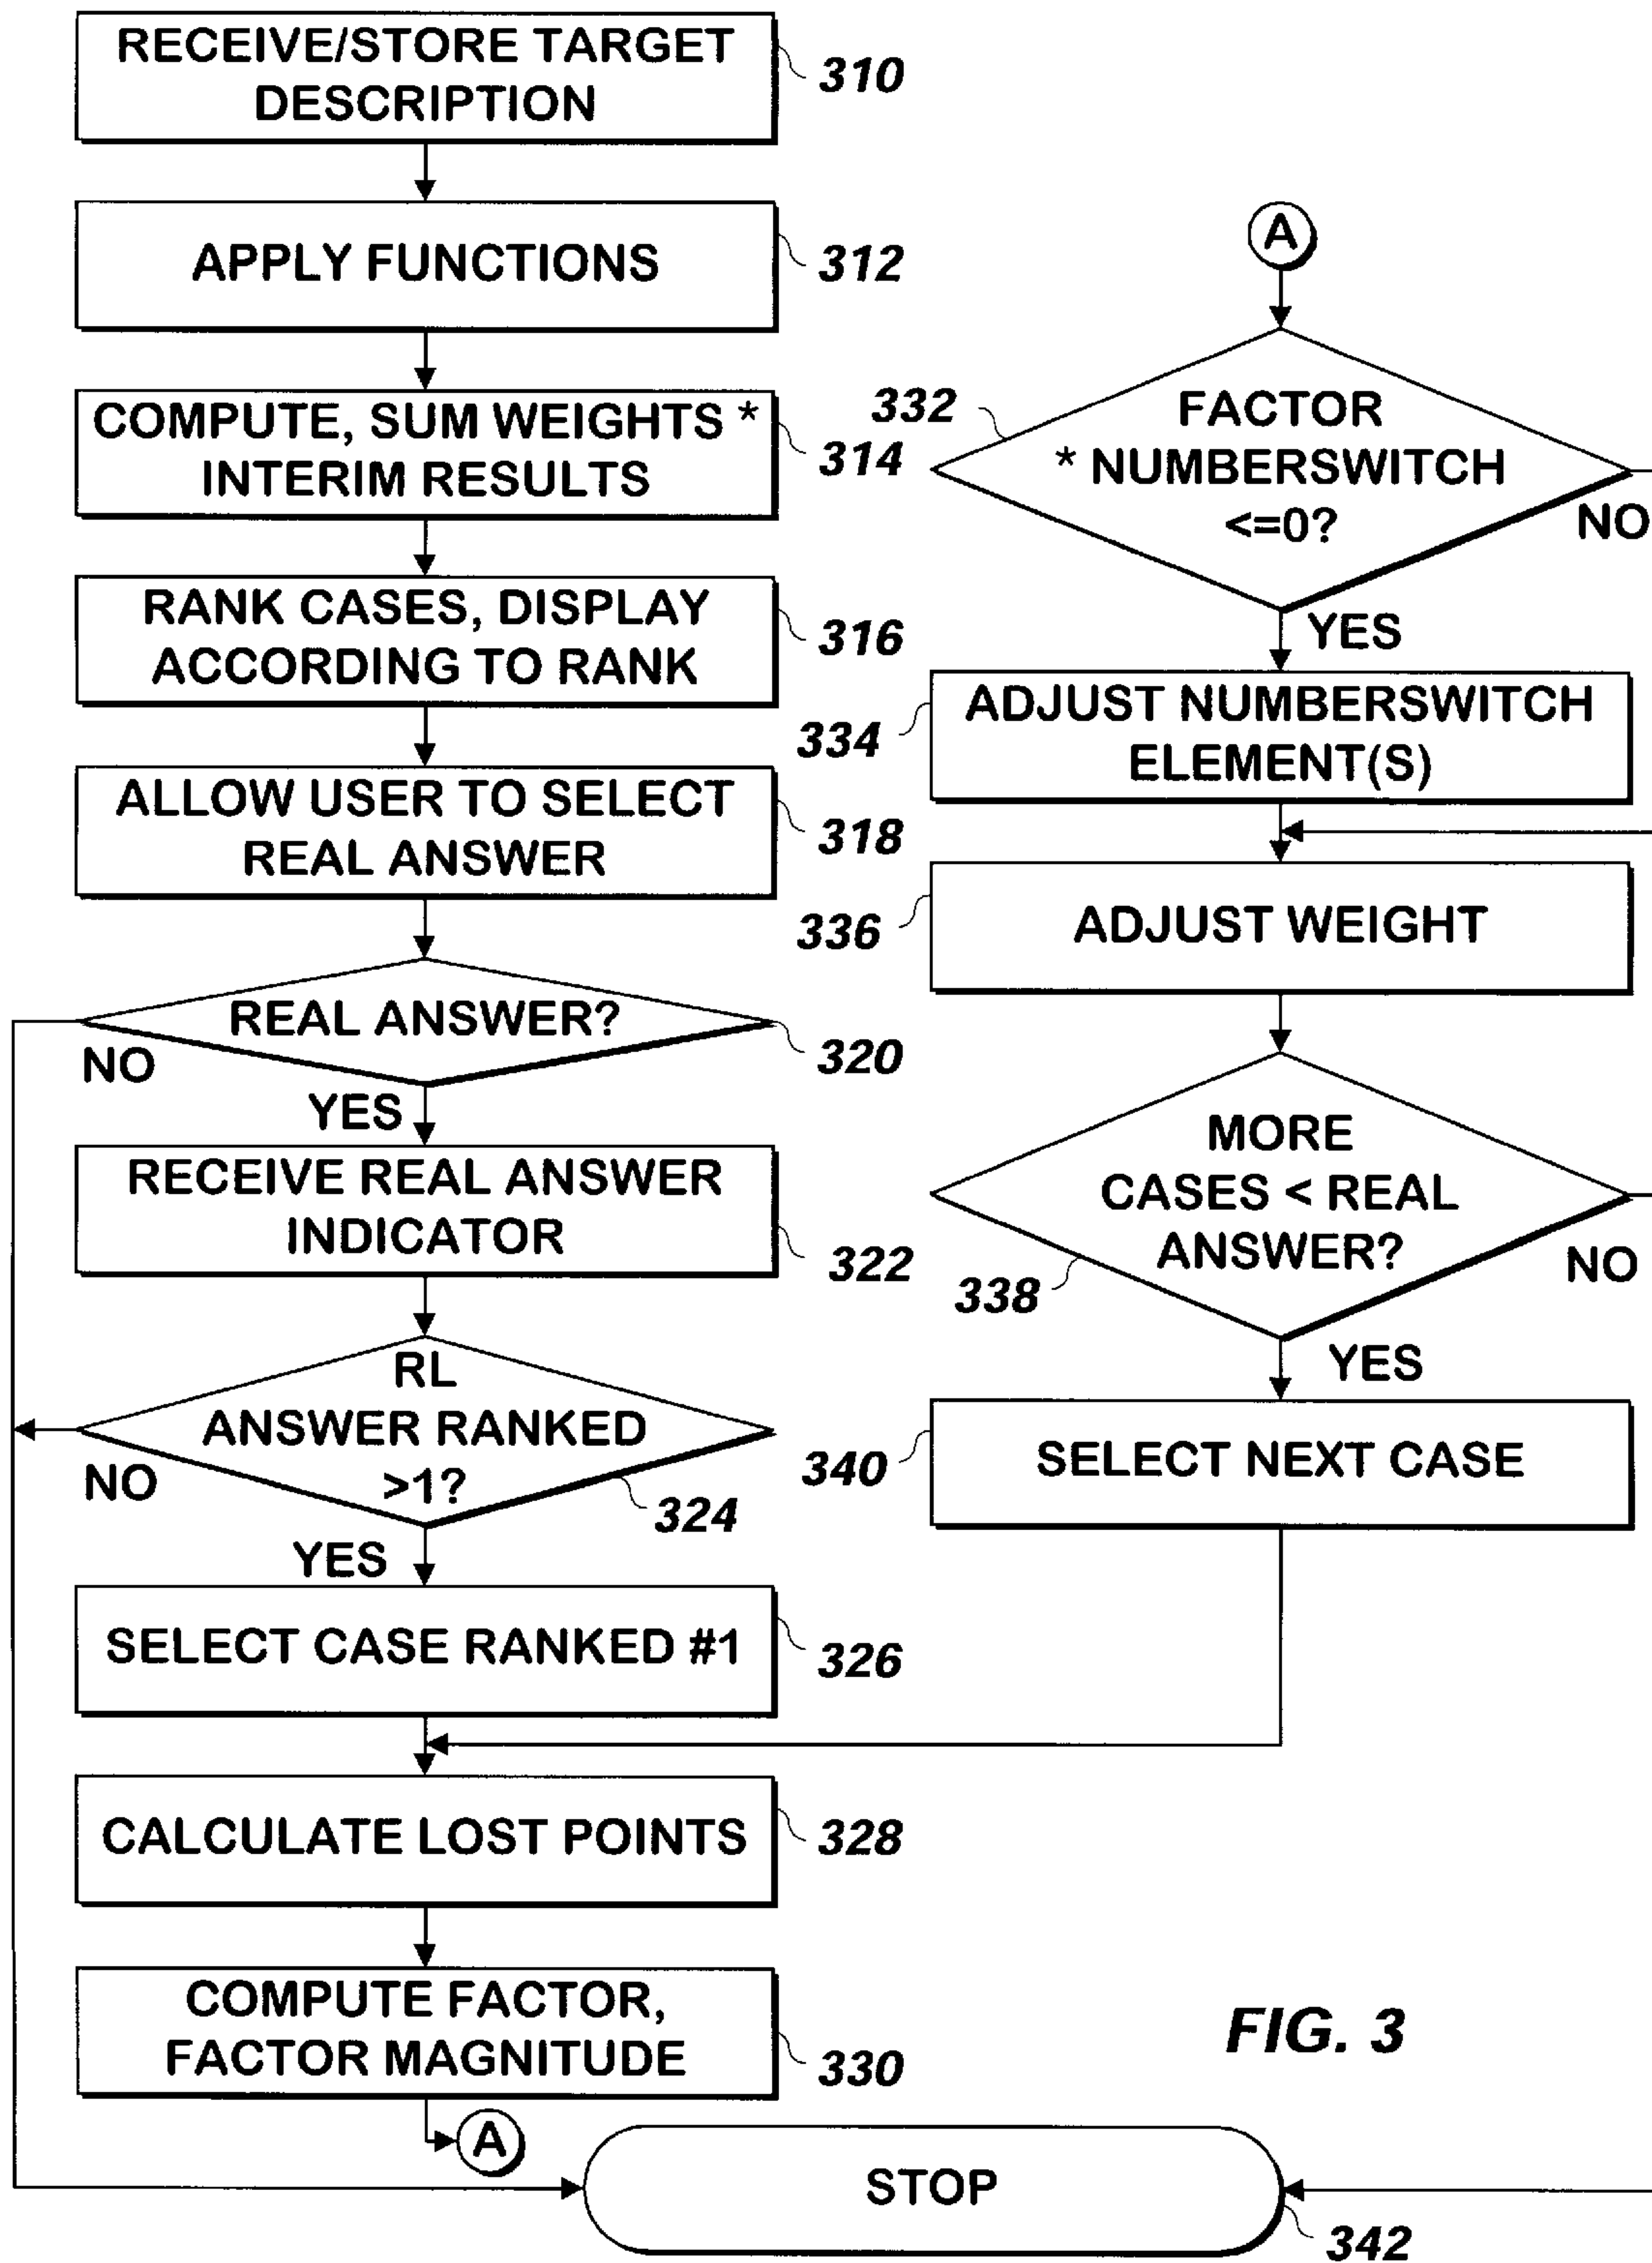 RECEIVE/STORE TARGET
DESCRIPTION
310
APPLY FUNCTIONS
312
COMPUTE, SUM WEIGHTS *
INTERIM RESULTS
314
RANK CASES, DISPLAY
ACCORDING TO RANK
316
ALLOW USER TO SELECT
REAL ANSWER
318
REAL ANSWER?
320
NO
YES
RECEIVE REAL ANSWER
INDICATOR
322
RL
ANSWER RANKED
>1?
324
NO
YES
SELECT CASE RANKED #1
326
CALCULATE LOST POINTS
328
COMPUTE FACTOR,
FACTOR MAGNITUDE
330
A
A
332
FACTOR
* NUMBERSWITCH
<=0?
NO
YES
334
ADJUST NUMBERSWITCH
ELEMENT(S)
336
ADJUST WEIGHT
MORE
CASES < REAL
ANSWER?
338
NO
YES
340
SELECT NEXT CASE
FIG. 3
STOP
342